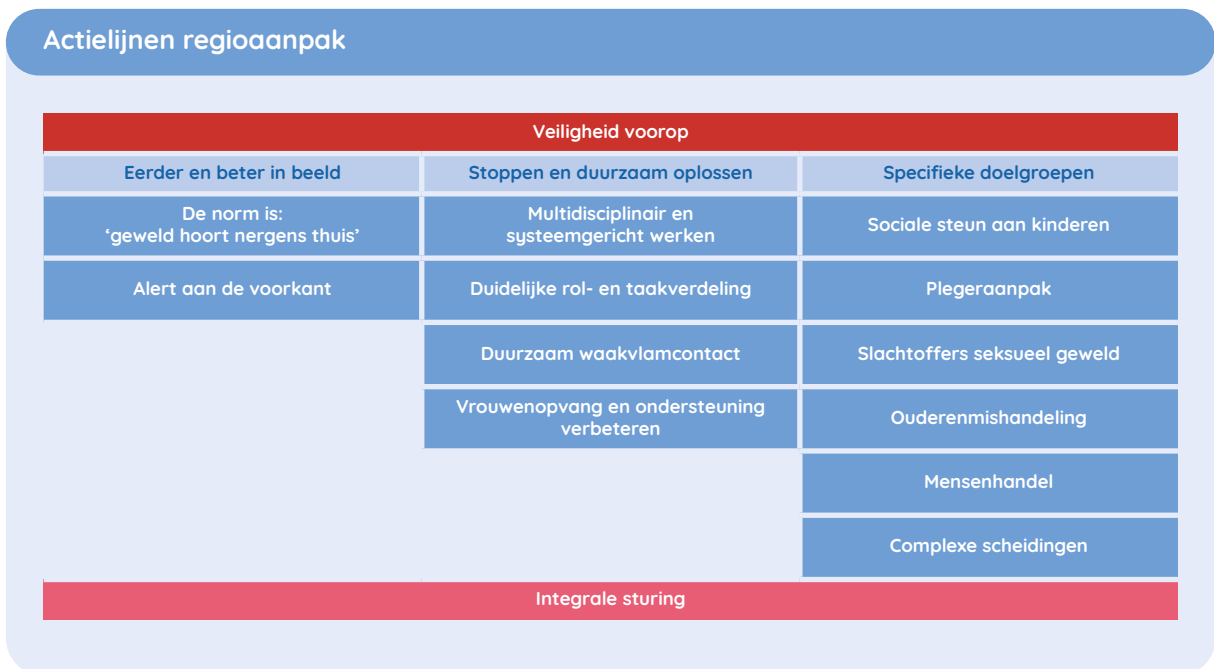 Actielijnen regioaanpak
Veiligheid voorop
Eerder en beter in beeld
Stoppen en duurzaam oplossen
Specifieke doelgroepen
De norm is:
‘geweld hoort nergens thuis’
Multidisciplinair en
systeemgericht werken
Sociale steun aan kinderen
Alert aan de voorkant
Duidelijke rol- en taakverdeling
Plegeraanpak
Duurzaam waakvlamcontact
Slachtoffers seksueel geweld
Vrouwenopvang en ondersteuning
verbeteren
Ouderenmishandeling
Mensenhandel
Complexe scheidingen
Integrale sturing